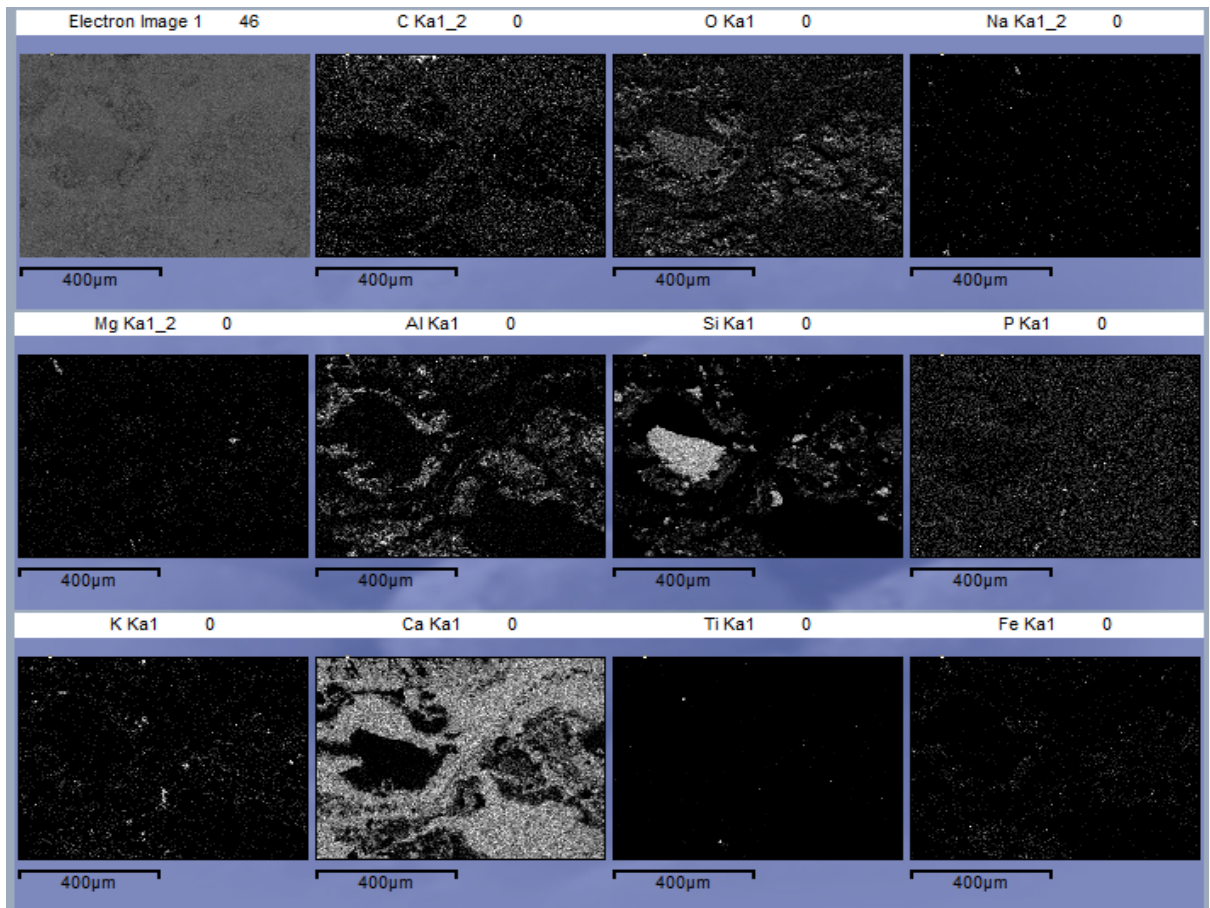 Electron Image 1 46 C Ka1_2 0 O Ka1 0 Na Ka1_2 0
400µm 400µm 400µm 400µm
Mg Ka1_2 0 Al Ka1 0 Si Ka1 0 P Ka1 0
400µm 400µm 400µm 400µm
K Ka1 0 Ca Ka1 0 Ti Ka1 0 Fe Ka1 0
400µm 400µm 400µm 400µm